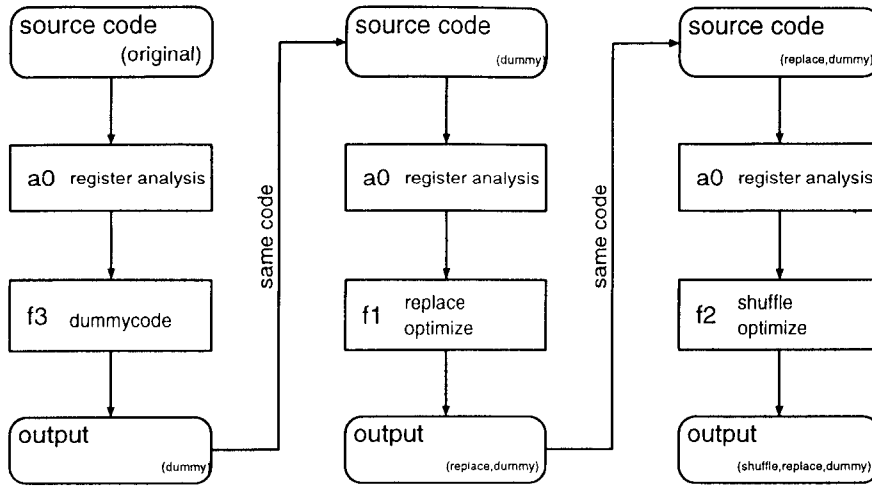 source code
(original)
a0 register analysis
f3 dummycode
output
(dummy)
same code
source code
(dummy)
a0 register analysis
f1 replace
optimize
output
(replace,dummy)
same code
source code
(replace,dummy)
a0 register analysis
f2 shuffle
optimize
output
(shuffle,replace,dummy)